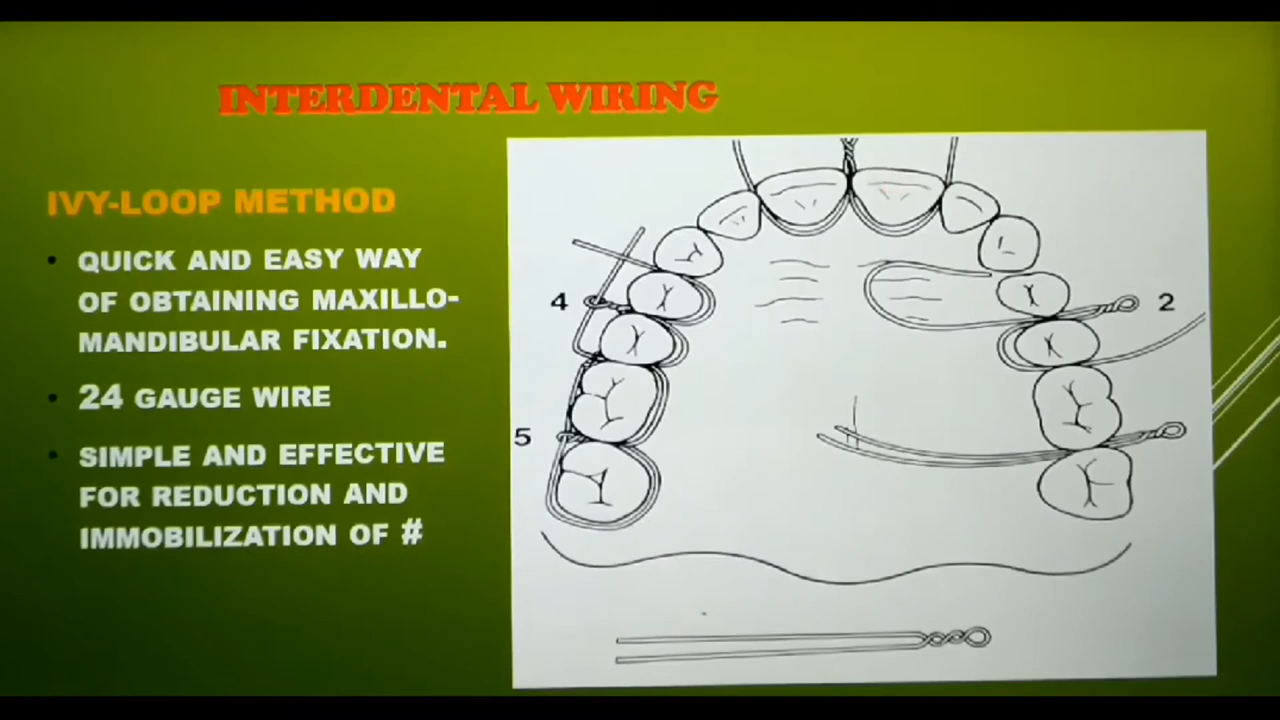 INTERDENTAL WIRING
IVY-LOOP METHOD
• QUICK AND EASY WAY
OF OBTAINING MAXILLO-
MANDIBULAR FIXATION.
• 24 GAUGE WIRE
• SIMPLE AND EFFECTIVE
FOR REDUCTION AND
IMMOBILIZATION OF #
4
2
5